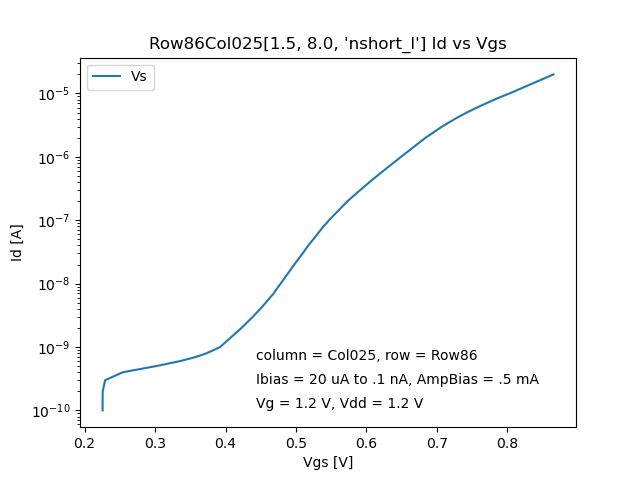 Row86Col025[1.5, 8.0, 'nshort_l'] Id vs Vgs
Vs
Id [A]
10⁻⁵
10⁻⁶
10⁻⁷
10⁻⁸
10⁻⁹
10⁻¹⁰
column = Col025, row = Row86
Ibias = 20 uA to .1 nA, AmpBias = .5 mA
Vg = 1.2 V, Vdd = 1.2 V
0.2 0.3 0.4 0.5 0.6 0.7 0.8
Vgs [V]